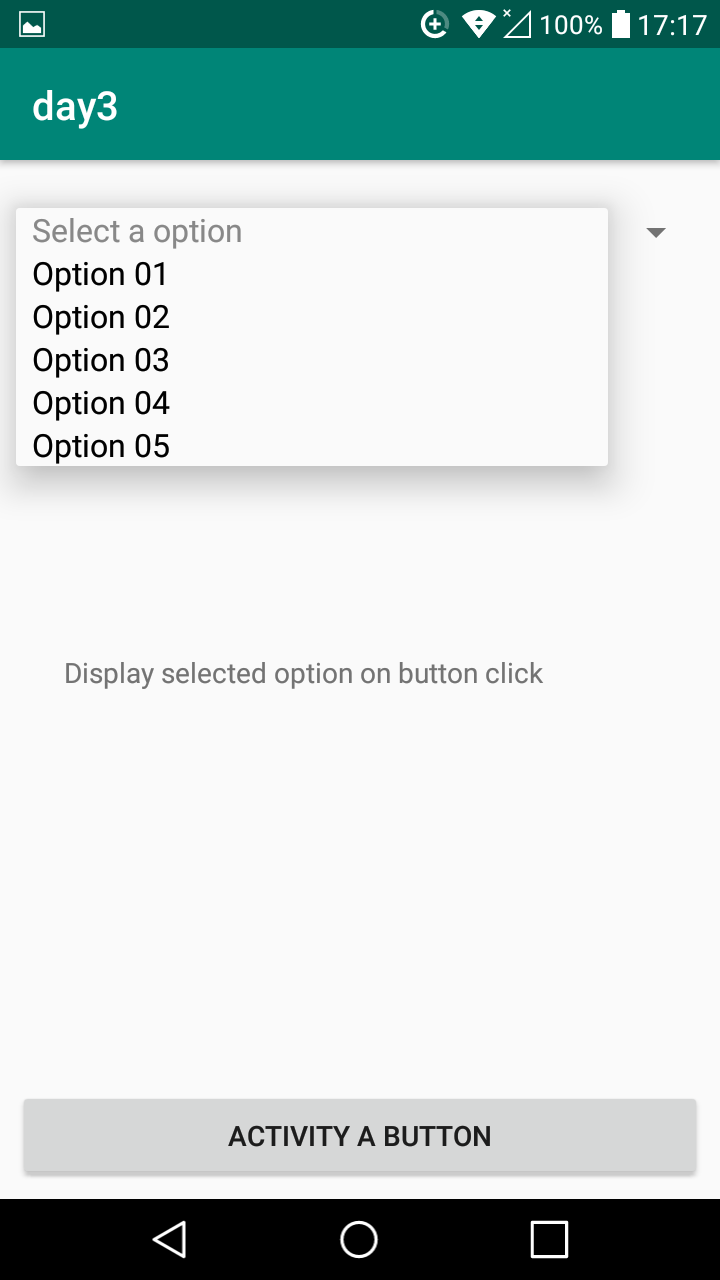 100% 17:17
day3
Select a option
Option 01
Option 02
Option 03
Option 04
Option 05
Display selected option on button click
ACTIVITY A BUTTON